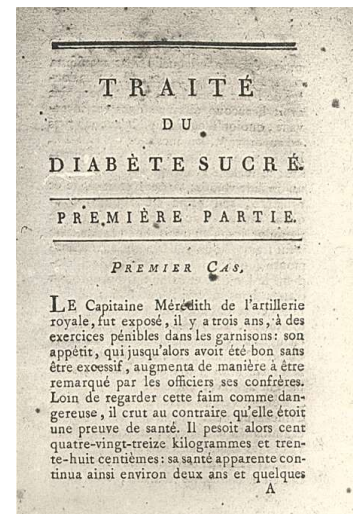 TRAITÉ
DU
DIABÈTE SUCRÉ.
PREMIÈRE PARTIE.
PREMIER CAS.
LE Capitaine Mérédith de l'artillerie
royale, fut exposé, il y a trois ans, à des
exercices pénibles dans les garnisons : son
appétit, qui jusqu'alors avoit été bon sans
être excessif, augmenta de manière à être
remarqué par les officiers ses confrères.
Loin de regarder cette faim comme dan-
gereuse, il crut au contraire qu'elle étoit
une preuve de santé. Il pesoit alors cent
quatre-vingt-treize kilogrammes et tren-
te-huit centièmes : sa santé apparente con-
tinua ainsi environ deux ans et quelques
A